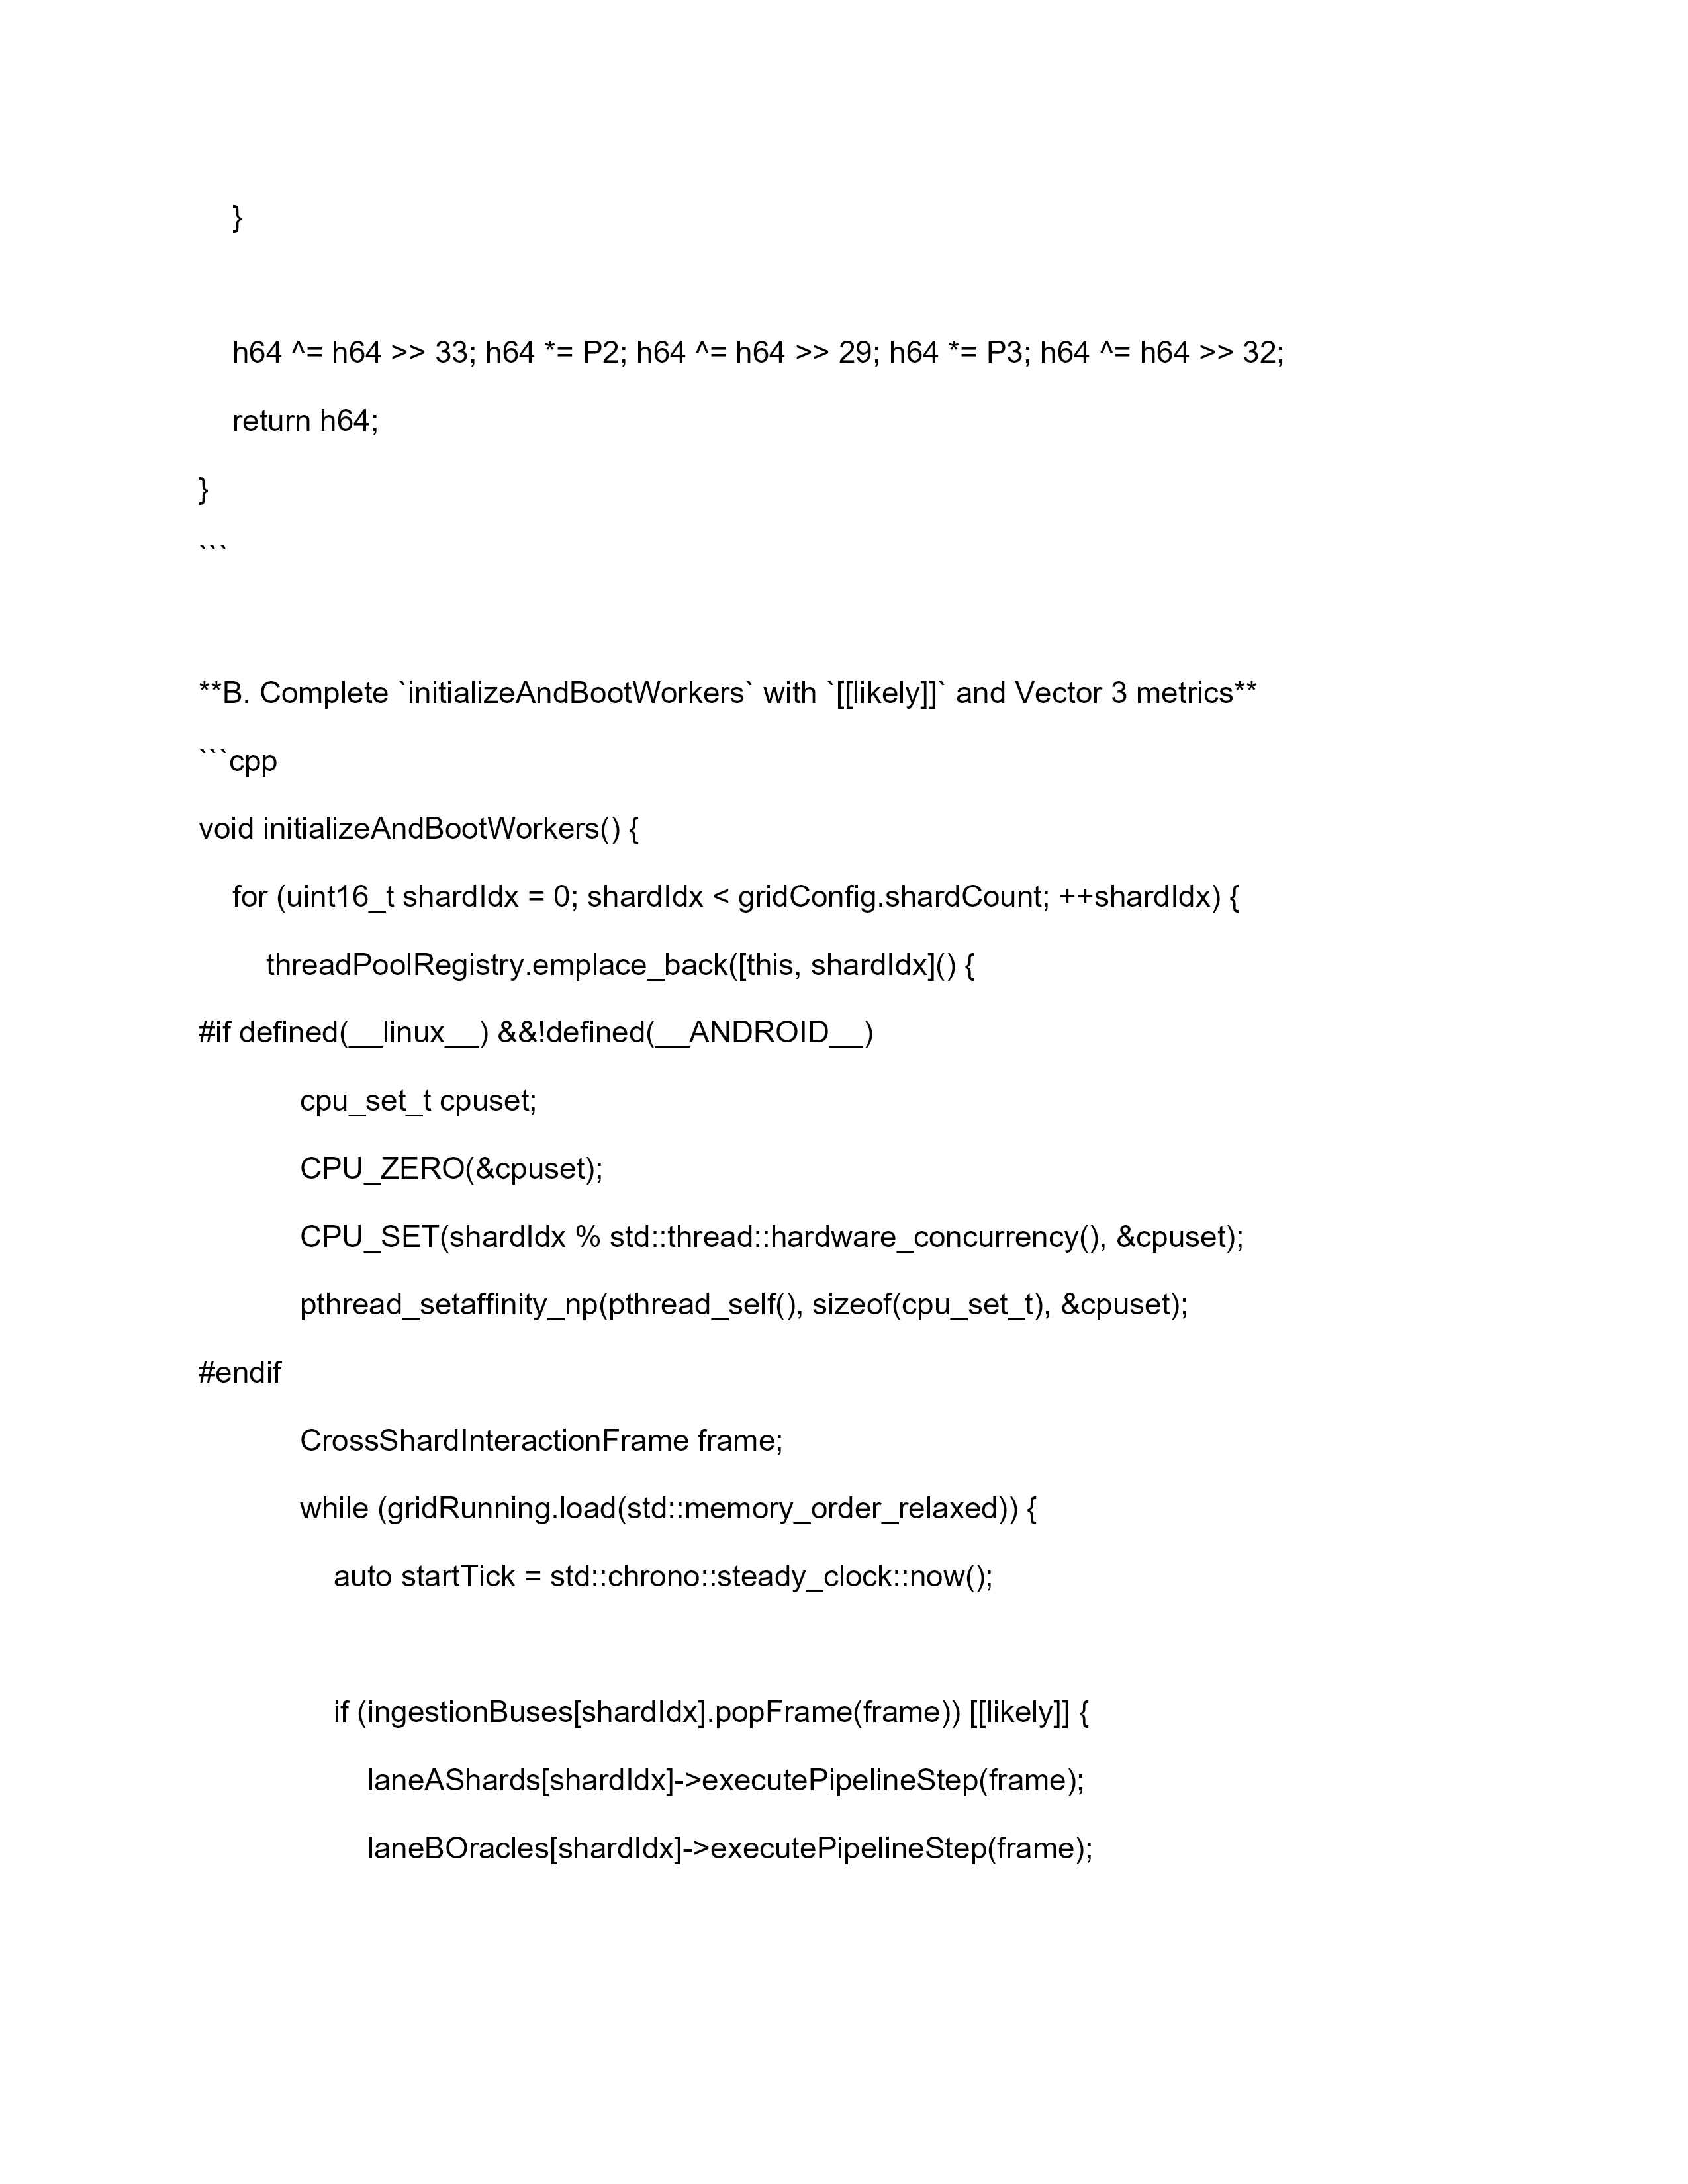 }
h64 ^= h64 >> 33; h64 *= P2; h64 ^= h64 >> 29; h64 *= P3; h64 ^= h64 >> 32;
return h64;
}
```
**B. Complete `initializeAndBootWorkers` with `[[likely]]` and Vector 3 metrics**
```cpp
void initializeAndBootWorkers() {
for (uint16_t shardIdx = 0; shardIdx < gridConfig.shardCount; ++shardIdx) {
threadPoolRegistry.emplace_back([this, shardIdx]() {
#if defined(__linux__) &&!defined(__ANDROID__)
cpu_set_t cpuset;
CPU_ZERO(&cpuset);
CPU_SET(shardIdx % std::thread::hardware_concurrency(), &cpuset);
pthread_setaffinity_np(pthread_self(), sizeof(cpu_set_t), &cpuset);
#endif
CrossShardInteractionFrame frame;
while (gridRunning.load(std::memory_order_relaxed)) {
auto startTick = std::chrono::steady_clock::now();
if (ingestionBuses[shardIdx].popFrame(frame)) [[likely]] {
laneAShards[shardIdx]->executePipelineStep(frame);
laneBOracles[shardIdx]->executePipelineStep(frame);